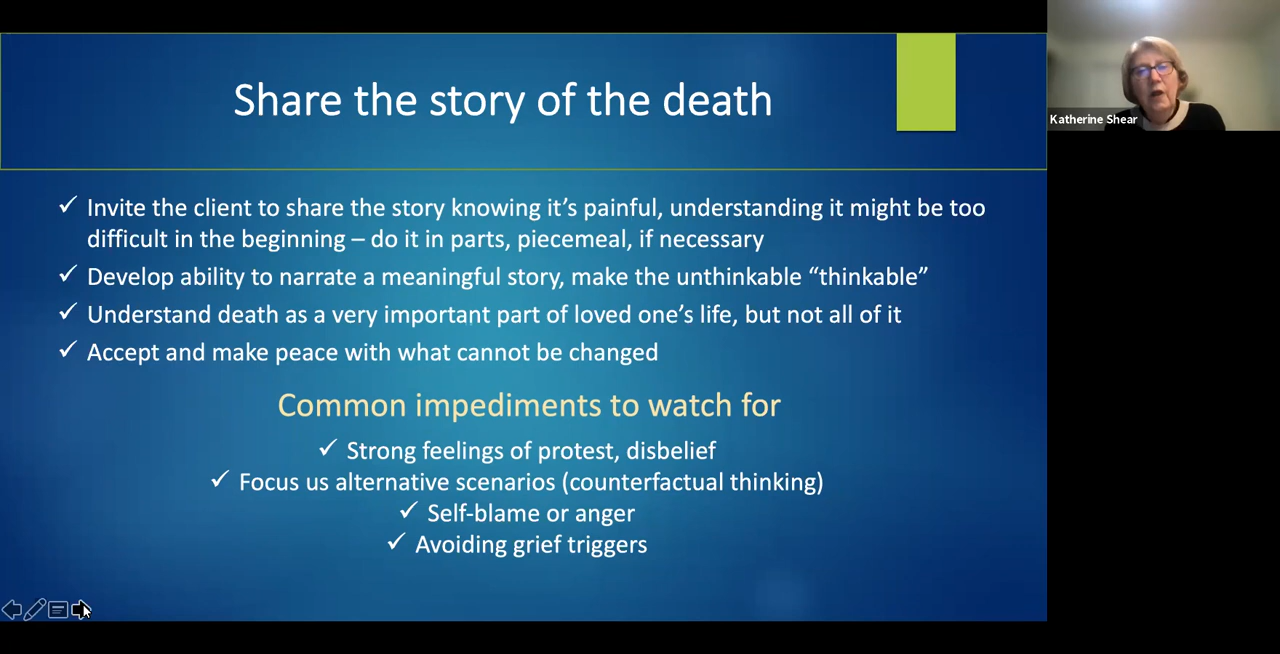 Share the story of the death
Katherine Shear
✓ Invite the client to share the story knowing it’s painful, understanding it might be too
difficult in the beginning – do it in parts, piecemeal, if necessary
✓ Develop ability to narrate a meaningful story, make the unthinkable “thinkable”
✓ Understand death as a very important part of loved one’s life, but not all of it
✓ Accept and make peace with what cannot be changed
Common impediments to watch for
✓ Strong feelings of protest, disbelief
✓ Focus us alternative scenarios (counterfactual thinking)
✓ Self-blame or anger
✓ Avoiding grief triggers